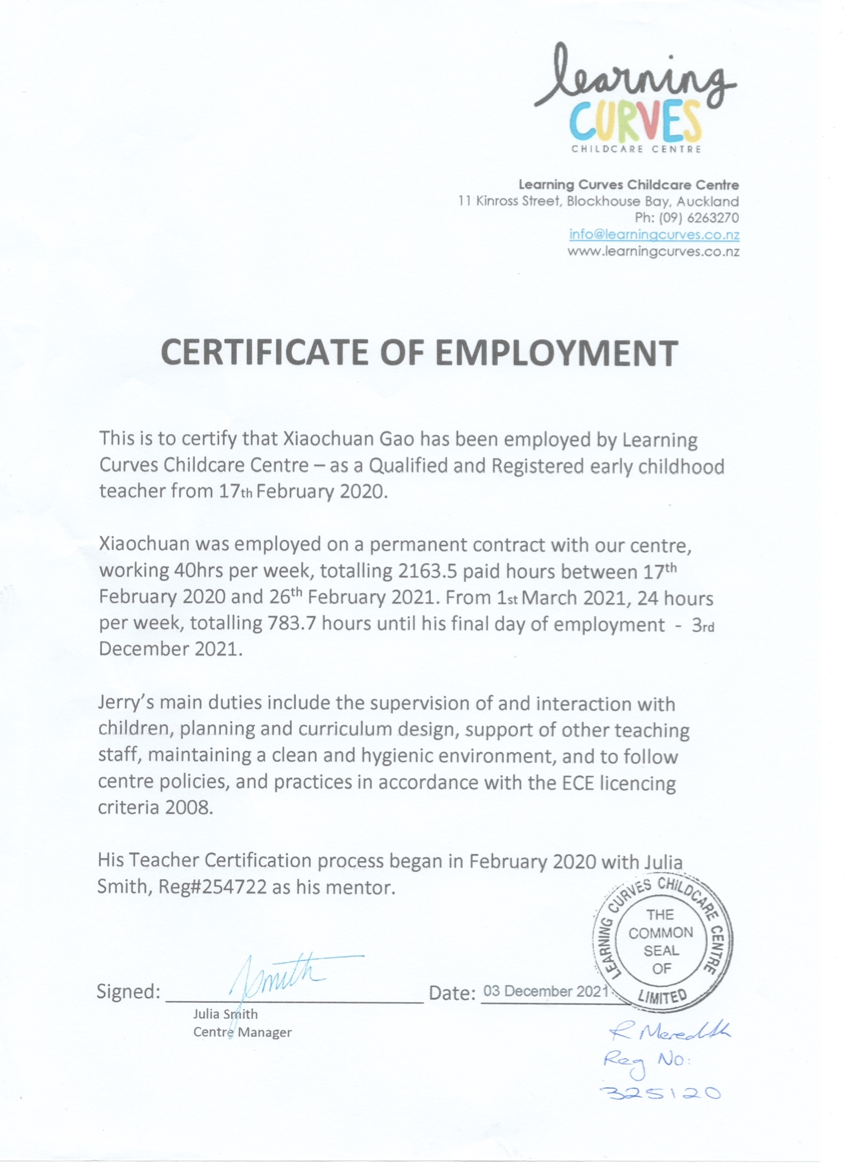 learning
CURVES
CHILDCARE CENTRE
Learning Curves Childcare Centre
11 Kinross Street, Blockhouse Bay, Auckland
Ph: (09) 6263270
info@learningcurves.co.nz
www.learningcurves.co.nz
CERTIFICATE OF EMPLOYMENT
This is to certify that Xiaochuan Gao has been employed by Learning
Curves Childcare Centre – as a Qualified and Registered early childhood
teacher from 17th February 2020.
Xiaochuan was employed on a permanent contract with our centre,
working 40hrs per week, totalling 2163.5 paid hours between 17th
February 2020 and 26th February 2021. From 1st March 2021, 24 hours
per week, totalling 783.7 hours until his final day of employment - 3rd
December 2021.
Jerry's main duties include the supervision of and interaction with
children, planning and curriculum design, support of other teaching
staff, maintaining a clean and hygienic environment, and to follow
centre policies, and practices in accordance with the ECE licencing
criteria 2008.
His Teacher Certification process began in February 2020 with Julia
Smith, Reg#254722 as his mentor.
LEARNING CURVES CHILDCARE CENTRE
THE
COMMON
SEAL
OF
LIMITED
JSmith
Signed: Date: 03 December 2021
Julia Smith
Centre Manager
R Meredith
Reg No:
325120